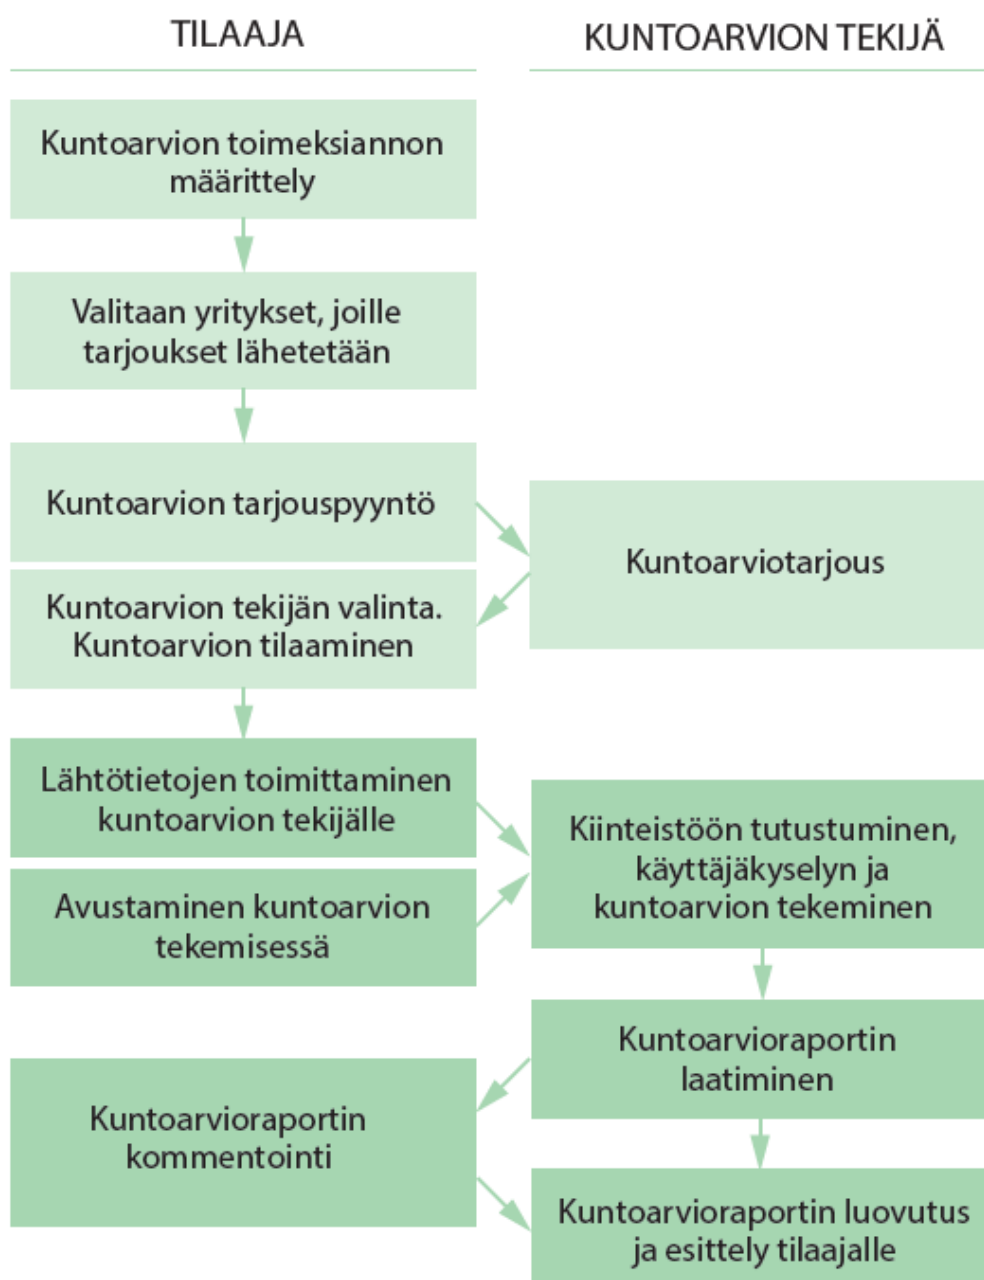 TILAAJA
KUNTOARVION TEKIJÄ
Kuntoarvion toimeksiannon
määrittely
Valitaan yritykset, joille
tarjoukset lähetetään
Kuntoarvion tarjouspyyntö
Kuntoarviotarjous
Kuntoarvion tekijän valinta.
Kuntoarvion tilaaminen
Lähtötietojen toimittaminen
kuntoarvion tekijälle
Avustaminen kuntoarvion
tekemisessä
Kiinteistöön tutustuminen,
käyttäjäkyselyn ja
kuntoarvion tekeminen
Kuntoarvioraportin
laatiminen
Kuntoarvioraportin
kommentointi
Kuntoarvioraportin luovutus
ja esittely tilaajalle